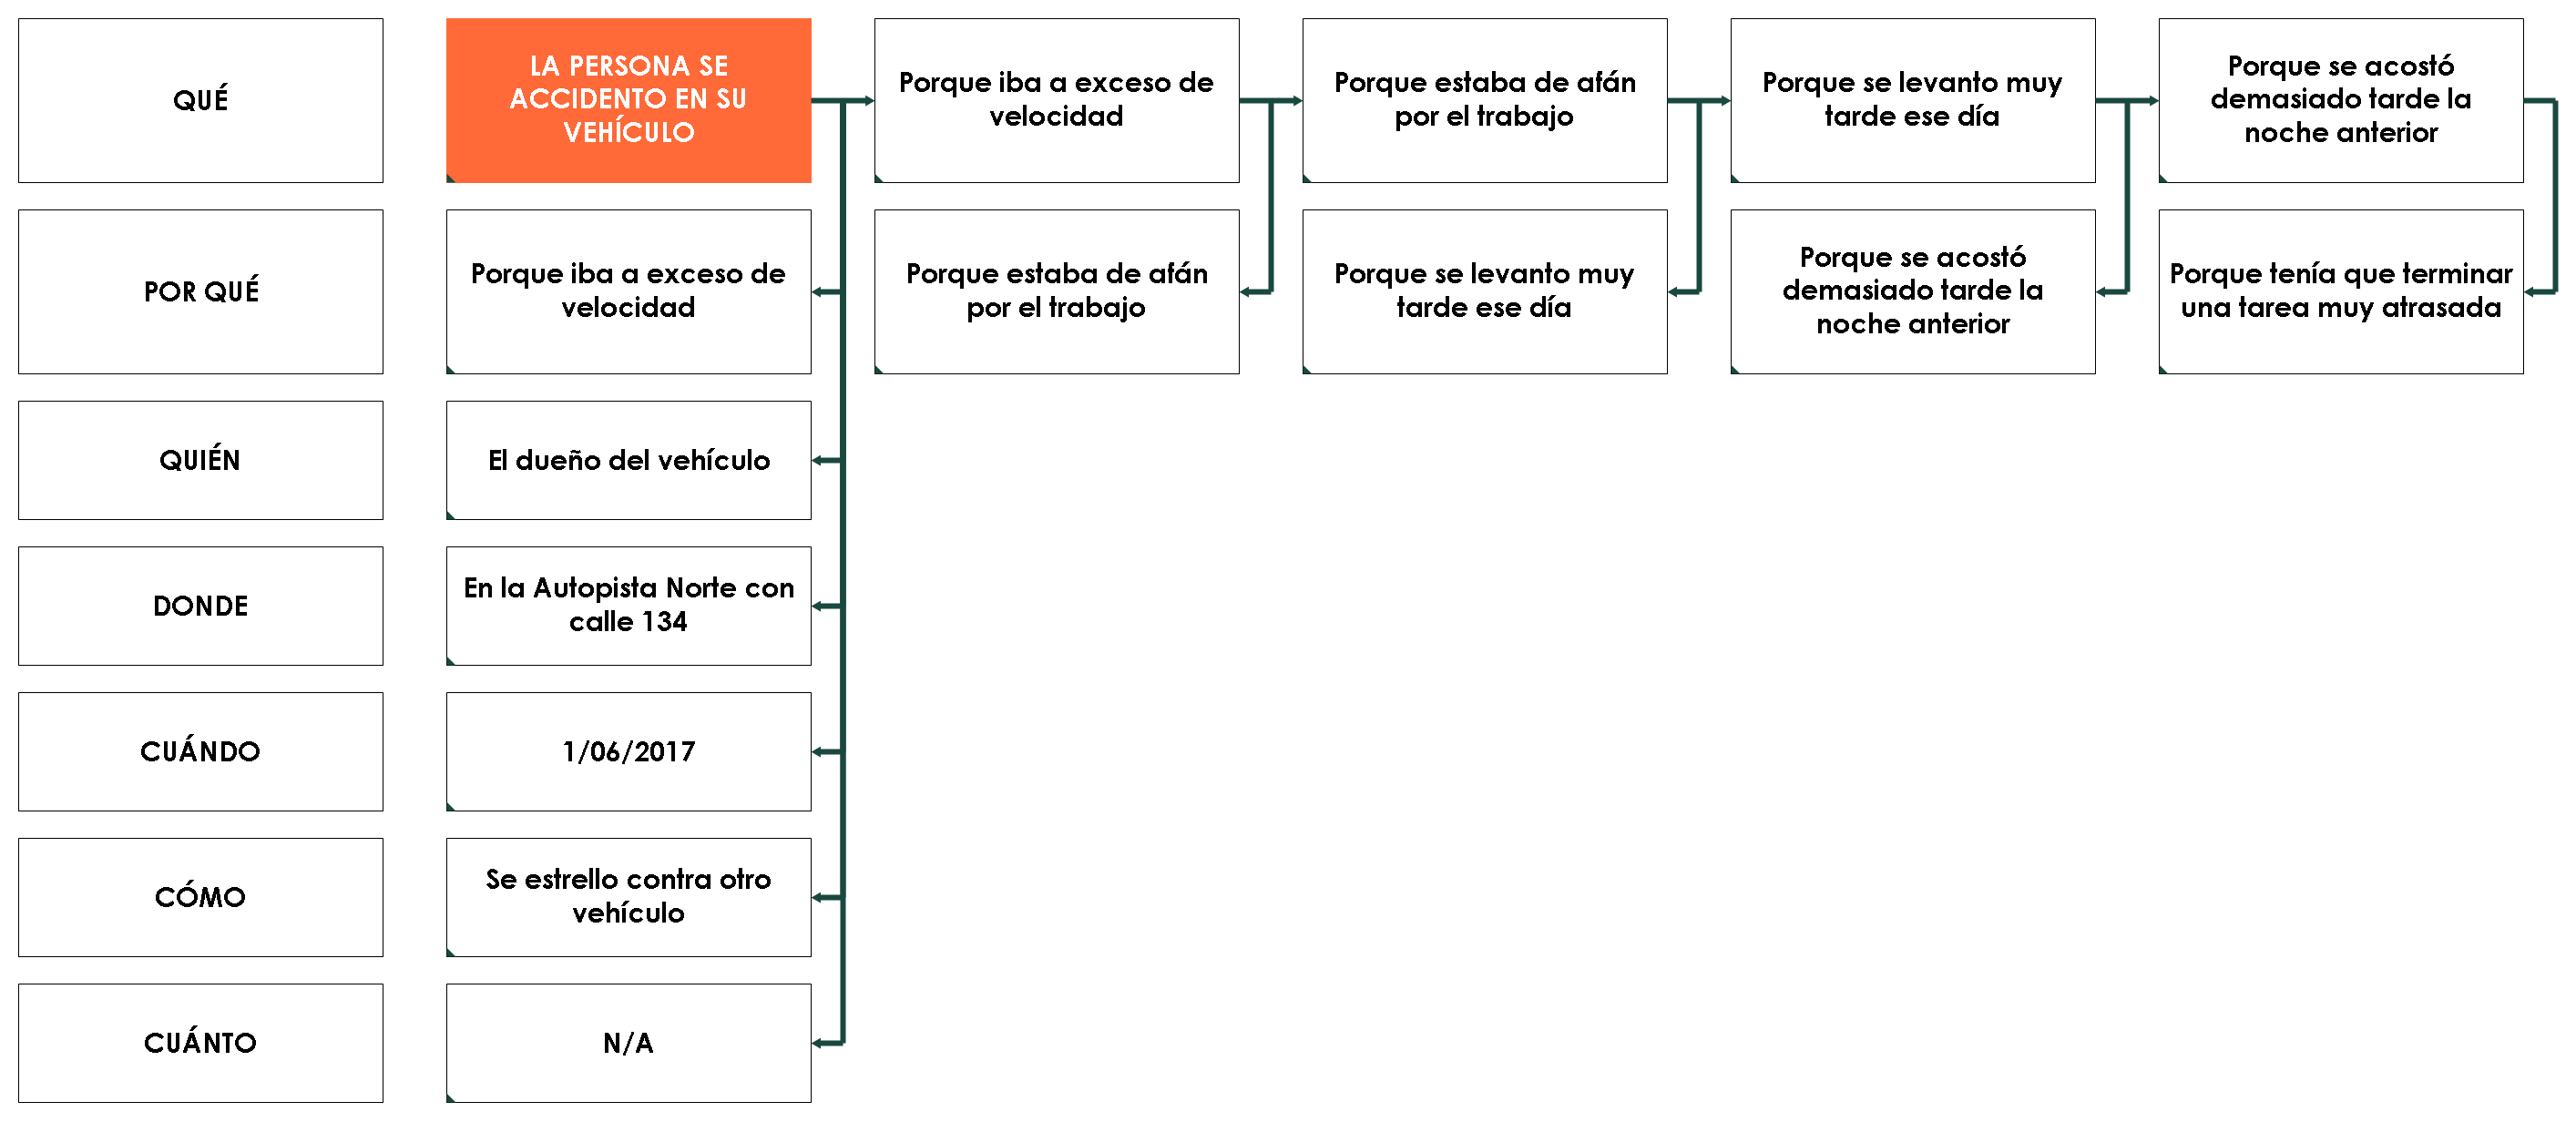 QUÉ
LA PERSONA SE
ACCIDENTO EN SU
VEHÍCULO
Porque iba a exceso de
velocidad
Porque estaba de afán
por el trabajo
Porque se levanto muy
tarde ese día
Porque se acostó
demasiado tarde la
noche anterior
POR QUÉ
Porque iba a exceso de
velocidad
Porque estaba de afán
por el trabajo
Porque se levanto muy
tarde ese día
Porque se acostó
demasiado tarde la
noche anterior
Porque tenía que terminar
una tarea muy atrasada
QUIÉN
El dueño del vehículo
DONDE
En la Autopista Norte con
calle 134
CUÁNDO
1/06/2017
CÓMO
Se estrello contra otro
vehículo
CUÁNTO
N/A